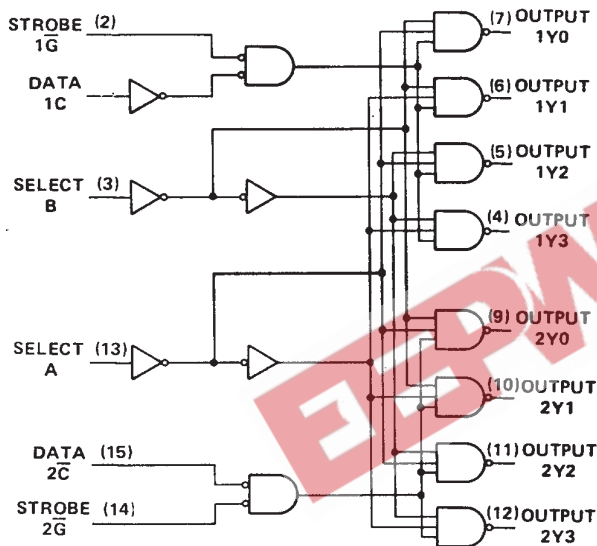 STROBE (2)
1G̅
DATA
1C
SELECT (3)
B
SELECT (13)
A
DATA (15)
2C̅
STROBE (14)
2G̅
(7) OUTPUT
1Y0
(6) OUTPUT
1Y1
(5) OUTPUT
1Y2
(4) OUTPUT
1Y3
(9) OUTPUT
2Y0
(10) OUTPUT
2Y1
(11) OUTPUT
2Y2
(12) OUTPUT
2Y3
EEPW